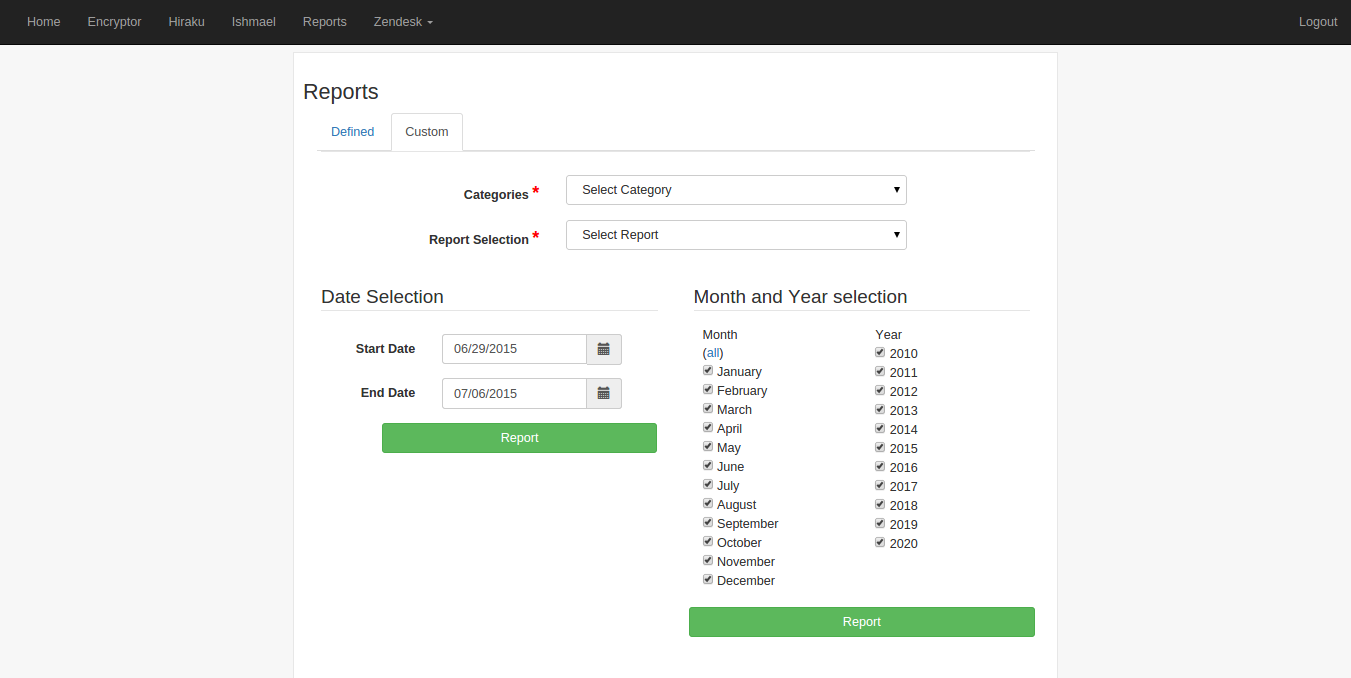 Home Encryptor Hiraku Ishmael Reports Zendesk Logout
Reports
Defined Custom
Categories * Select Category
Report Selection * Select Report
Date Selection
Start Date 06/29/2015
End Date 07/06/2015
Report
Month and Year selection
Month
(all)
January
February
March
April
May
June
July
August
September
October
November
December
Year
2010
2011
2012
2013
2014
2015
2016
2017
2018
2019
2020
Report